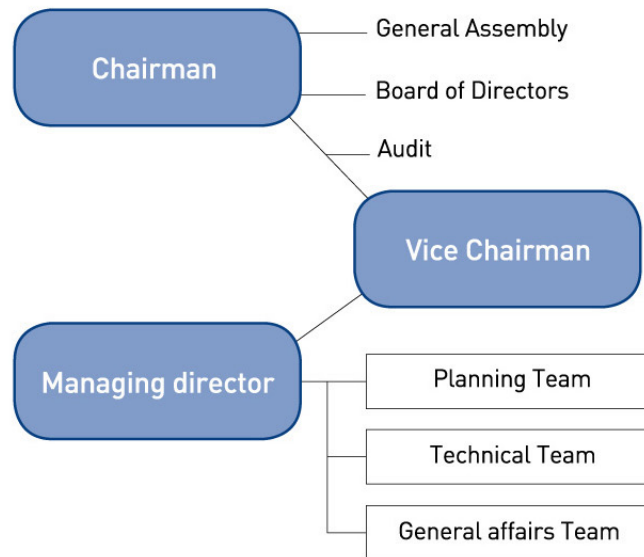 General Assembly
Chairman
Board of Directors
Audit
Vice Chairman
Managing director
Planning Team
Technical Team
General affairs Team